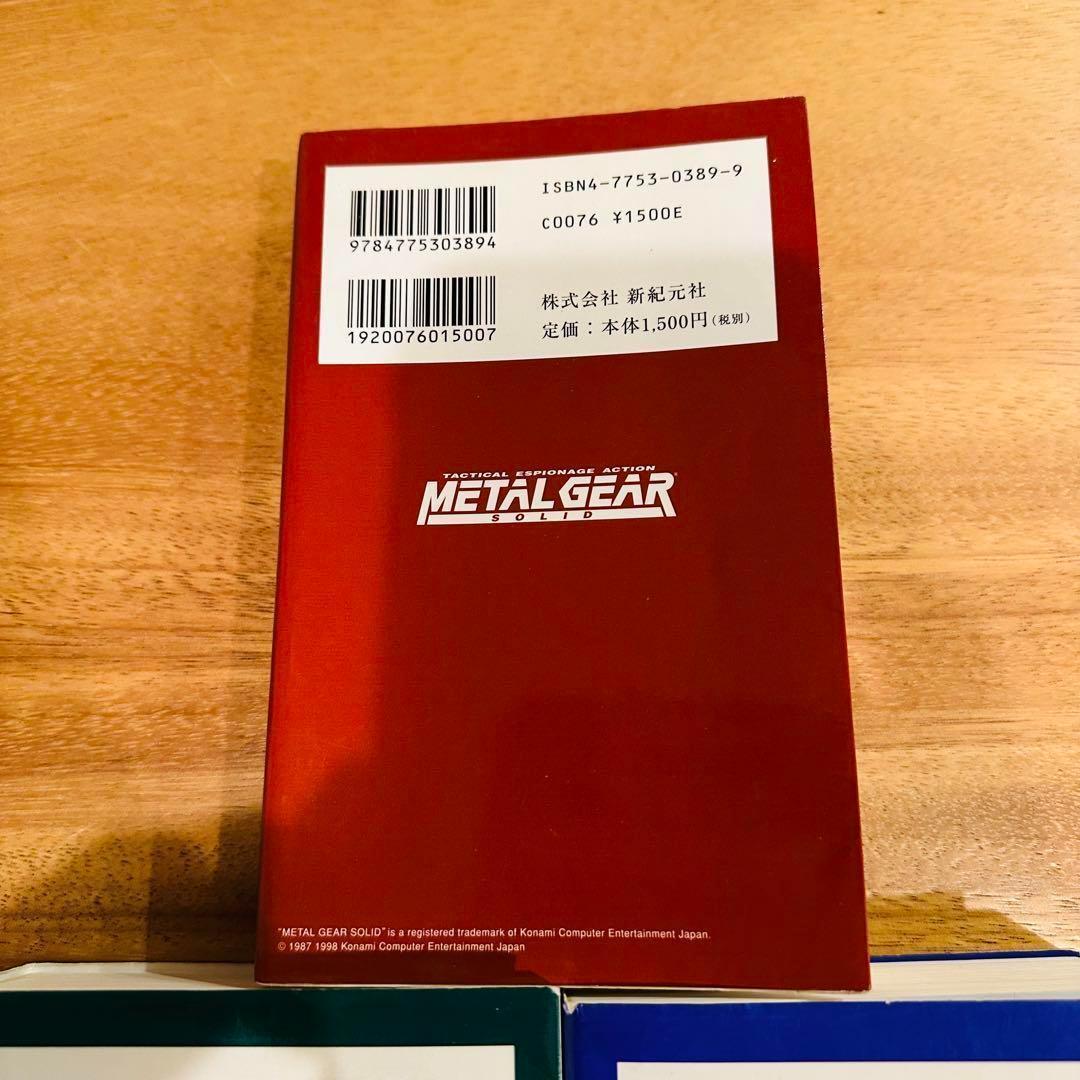 ISBN4-7753-0389-9
C0076 ¥1500E
9784775303894
1920076015007
株式会社 新紀元社
定価：本体1,500円(税別)
TACTICAL ESPIONAGE ACTION
METAL GEAR
SOLID
"METAL GEAR SOLID" is a registered trademark of Konami Computer Entertainment Japan.
© 1987 1998 Konami Computer Entertainment Japan